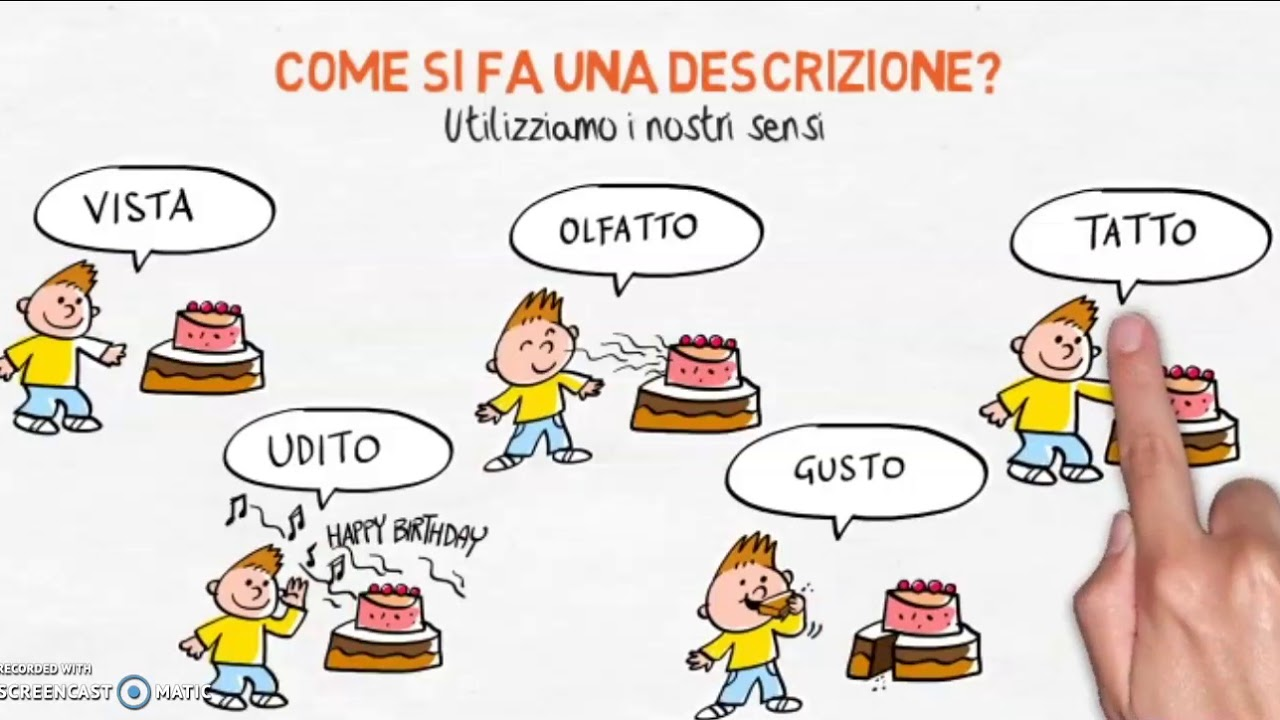 COME SI FA UNA DESCRIZIONE?
Utilizziamo i nostri sensi
VISTA
OLFATTO
TATTO
UDITO
GUSTO
HAPPY BIRTHDAY
RECORDED WITH
SCREENCAST MATIC